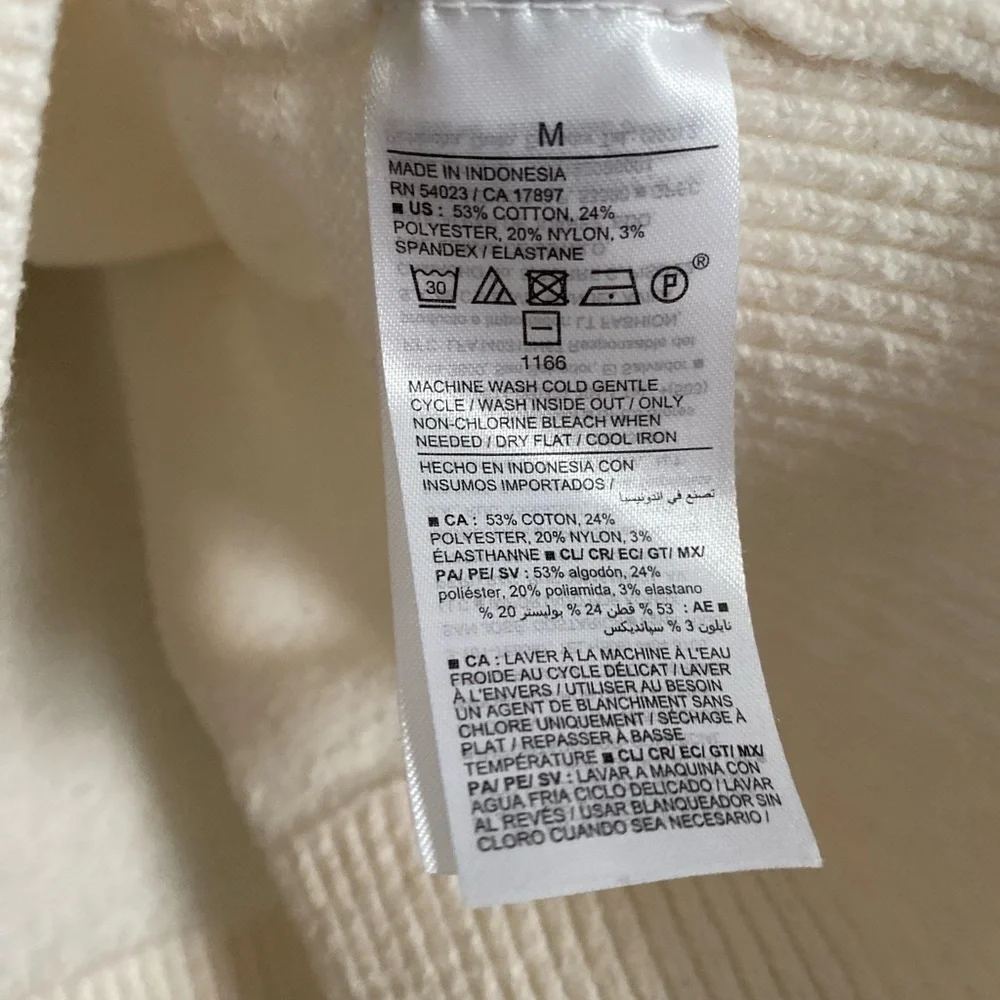 M
MADE IN INDONESIA
RN 54023 / CA 17897
■ US : 53% COTTON, 24%
POLYESTER, 20% NYLON, 3%
SPANDEX / ELASTANE
30 P ®
1166
MACHINE WASH COLD GENTLE
CYCLE / WASH INSIDE OUT / ONLY
NON-CHLORINE BLEACH WHEN
NEEDED / DRY FLAT / COOL IRON
HECHO EN INDONESIA CON
INSUMOS IMPORTADOS /
تصنع في اندونيسيا
■ CA : 53% COTON, 24%
POLYESTER, 20% NYLON, 3%
ÉLASTHANNE ■ CL/ CR/ EC/ GT/ MX/
PA/ PE/ SV : 53% algodón, 24%
poliéster, 20% poliamida, 3% elastano
■ AE : 53 % قطن 24 % بوليستر 20 %
نايلون 3 % سباندیکس
■ CA : LAVER À LA MACHINE À L'EAU
FROIDE AU CYCLE DÉLICAT / LAVER
À L'ENVERS / UTILISER AU BESOIN
UN AGENT DE BLANCHIMENT SANS
CHLORE UNIQUEMENT / SÉCHAGE À
PLAT / REPASSER À BASSE
TEMPÉRATURE ■ CL/ CR/ EC/ GT/ MX/
PA/ PE/ SV : LAVAR A MAQUINA CON
AGUA FRIA CICLO DELICADO / LAVAR
AL REVÉS / USAR BLANQUEADOR SIN
CLORO CUANDO SEA NECESARIO /